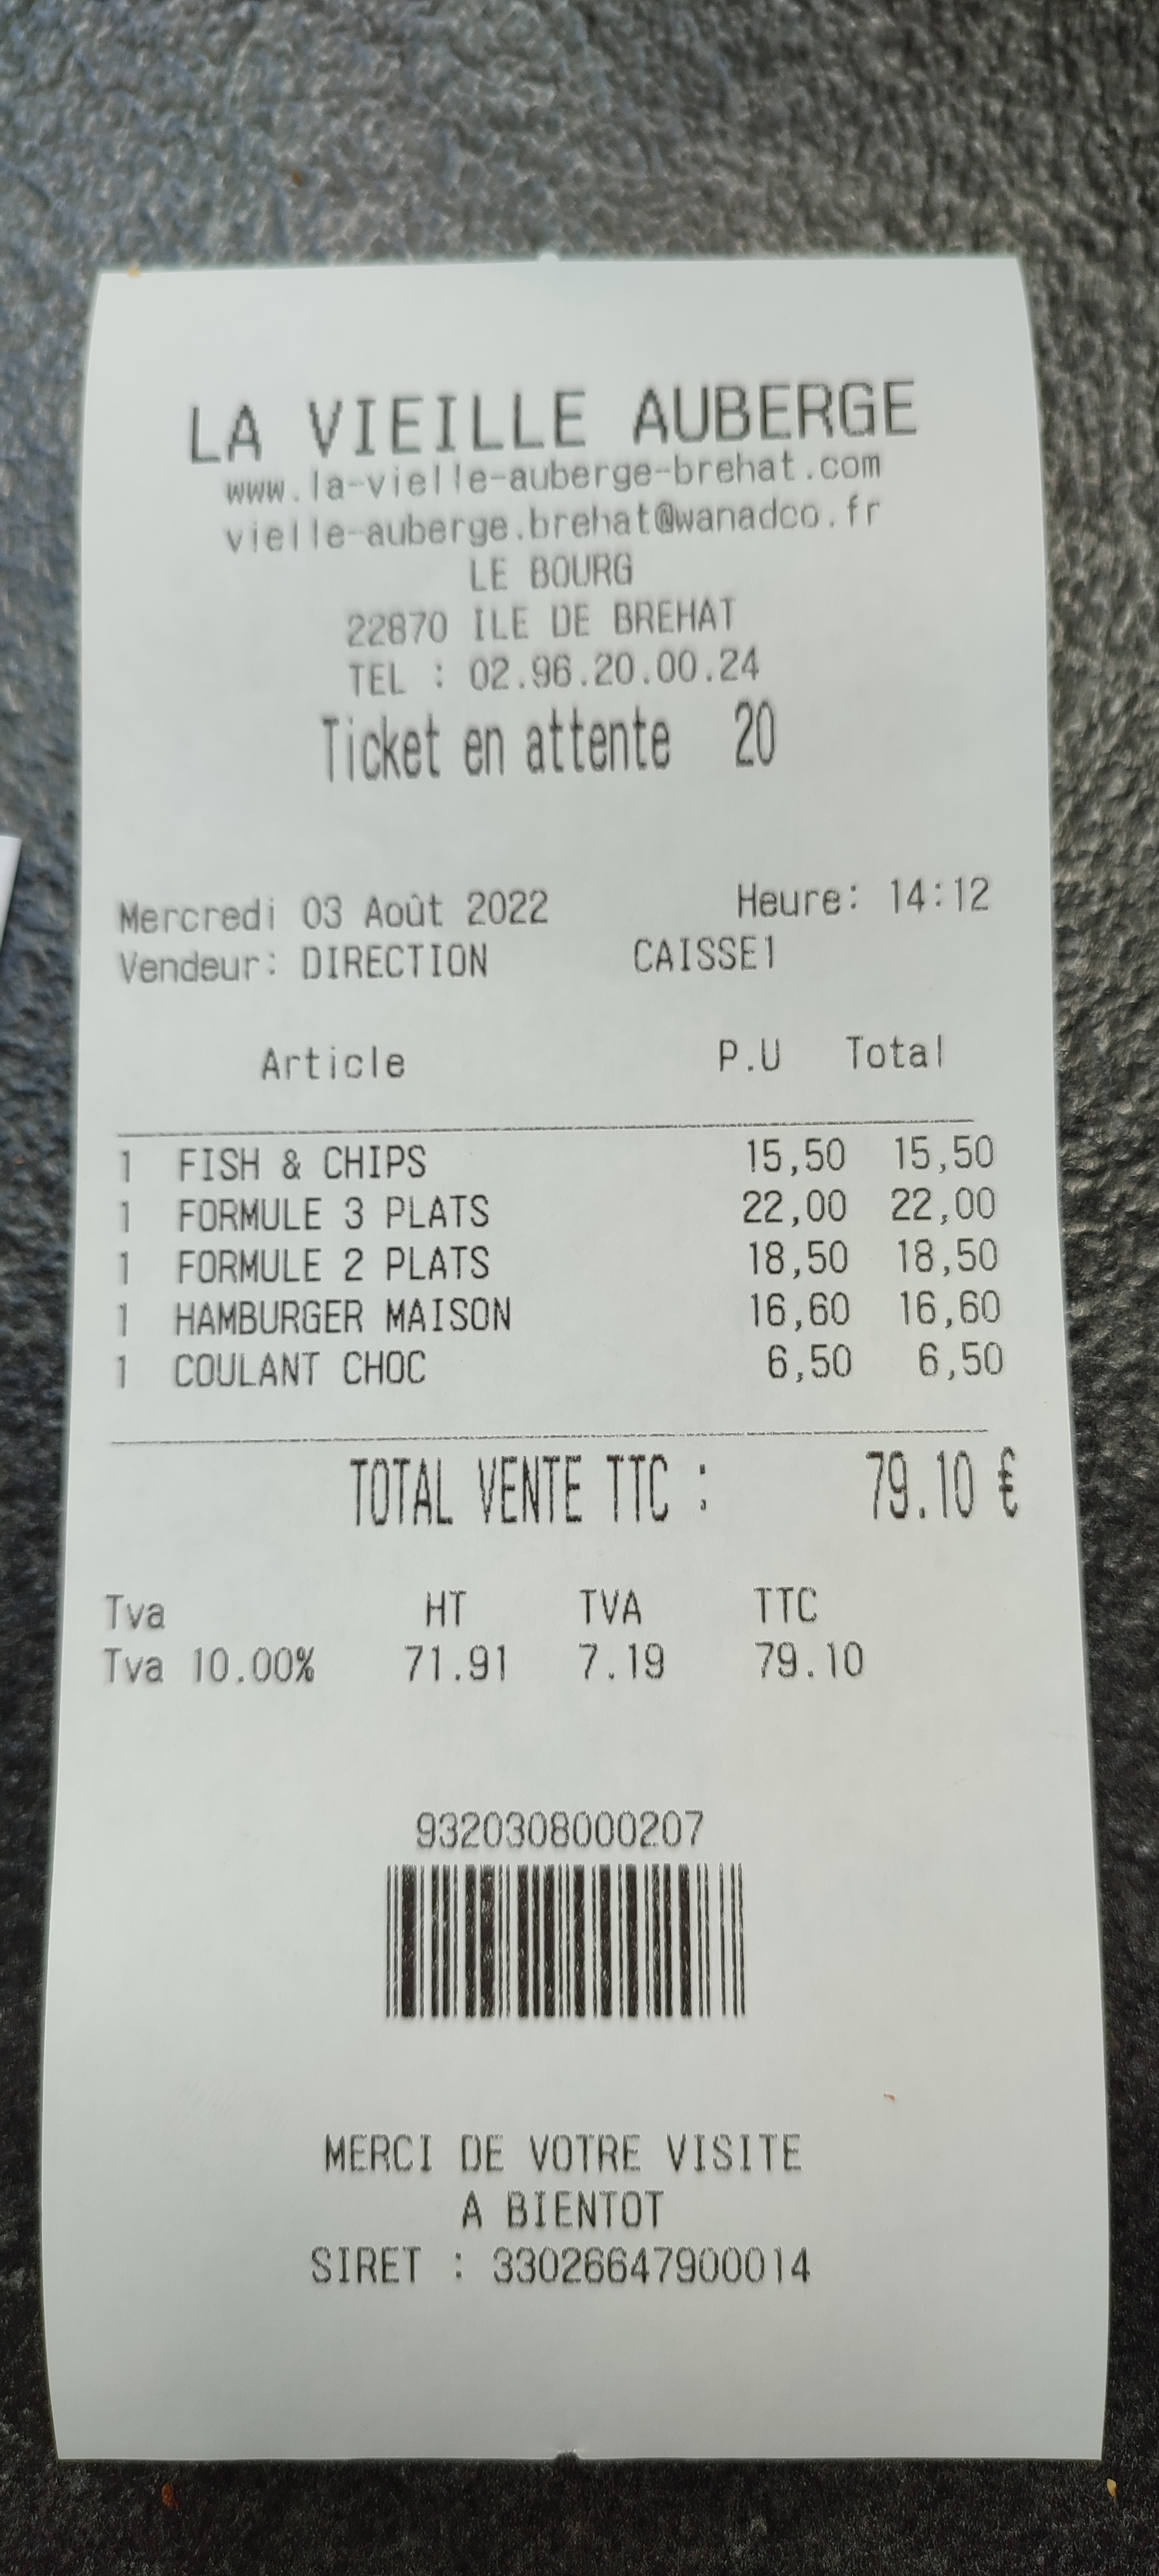 LA VIEILLE AUBERGE
www.la-vielle-auberge-brehat.com
vielle-auberge.brehat@wanadco.fr
LE BOURG
22870 ILE DE BREHAT
TEL : 02.96.20.00.24
Ticket en attente 20
Mercredi 03 Août 2022 Heure: 14:12
Vendeur: DIRECTION CAISSE1
Article P.U Total
1 FISH & CHIPS 15,50 15,50
1 FORMULE 3 PLATS 22,00 22,00
1 FORMULE 2 PLATS 18,50 18,50
1 HAMBURGER MAISON 16,60 16,60
1 COULANT CHOC 6,50 6,50
TOTAL VENTE TTC : 79.10 €
Tva HT TVA TTC
Tva 10.00% 71.91 7.19 79.10
9320308000207
MERCI DE VOTRE VISITE
A BIENTOT
SIRET : 33026647900014